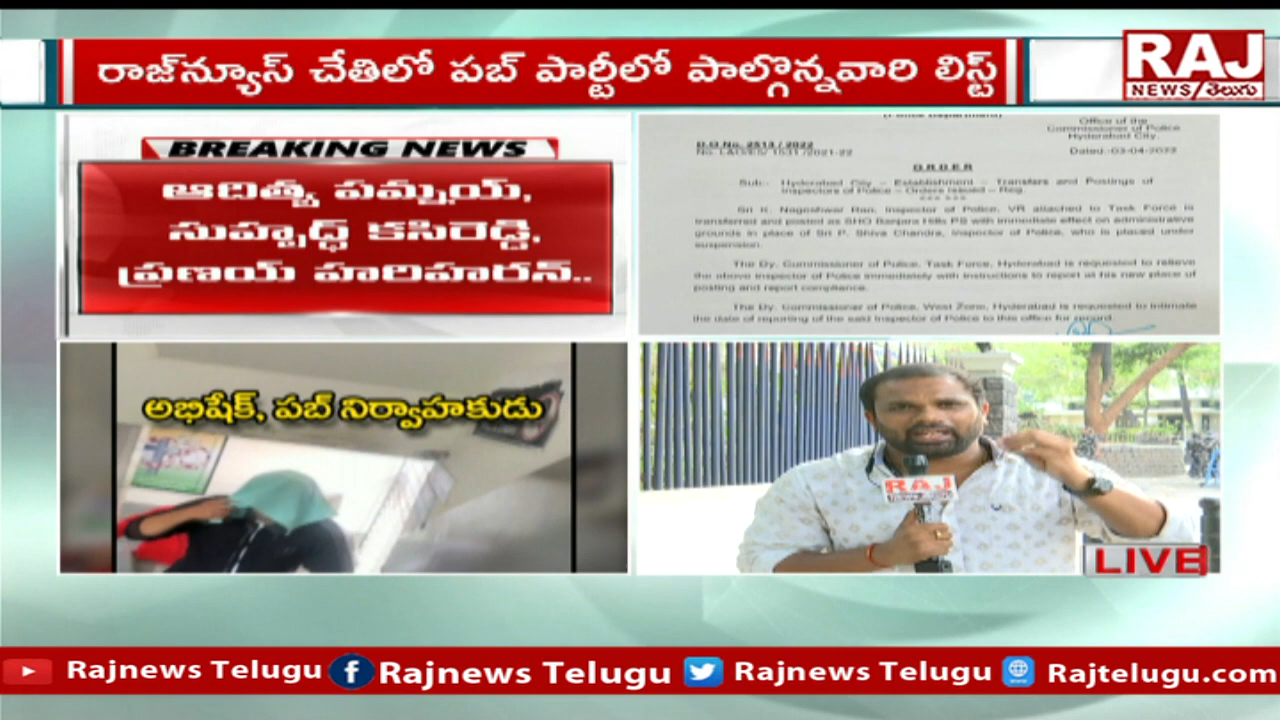 రాజ్‌న్యూస్ చేతిలో పబ్ పార్టీలో పాల్గొన్నవారి లిస్ట్
RAJ
NEWS తెలుగు
BREAKING NEWS
ఆదిత్య పమ్మయ్,
సుహృద్ధ్ కసిరెడ్డి.
ప్రణయ్ హరిహరన్..
(Police Department)
Office of the
Commissioner of Police
Hyderabad City.
D.O.No. 2513 / 2022
Dated:-03-04-2022
ORDER
Sub:- Hyderabad City – Establishment – Transfers and Postings of
Inspectors of Police – Orders Issued – Reg.
*** ***
Sri K. Nageshwar Rao, Inspector of Police, VR attached to Task Force is
transferred and posted as SHO Banjara Hills PS with immediate effect on administrative
grounds in place of Sri P. Shiva Chandra, Inspector of Police, who is placed under
suspension.
The Dy. Commissioner of Police, Task Force, Hyderabad is requested to relieve
the above Inspector of Police immediately with instructions to report at his new place of
posting and report compliance.
The Dy. Commissioner of Police, West Zone, Hyderabad is requested to intimate
the date of reporting of the said Inspector of Police to this office for record.
అభిషేక్, పబ్ నిర్వాహకుడు
RAJ
LIVE
Rajnews Telugu
Rajnews Telugu
Rajnews Telugu
Rajtelugu.com